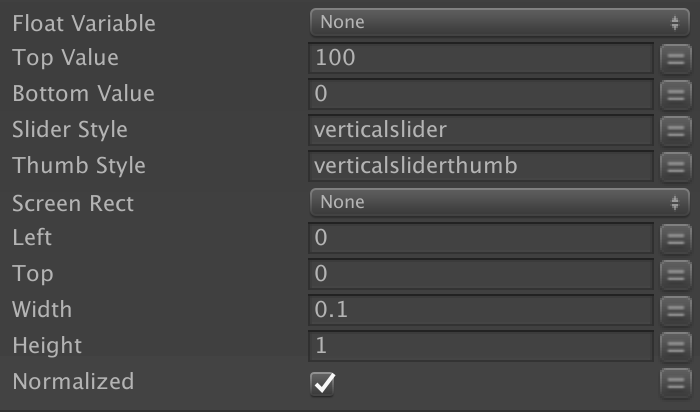 Float Variable None
Top Value 100
Bottom Value 0
Slider Style verticalslider
Thumb Style verticalsliderthumb
Screen Rect None
Left 0
Top 0
Width 0.1
Height 1
Normalized